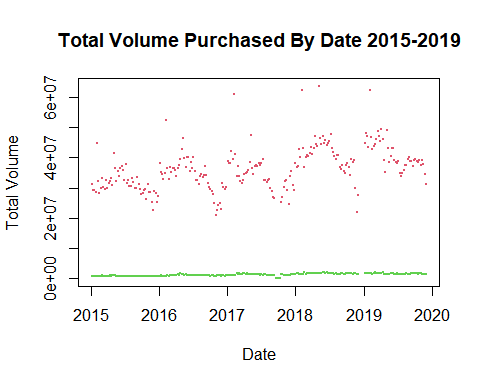 Total Volume Purchased By Date 2015-2019
Total Volume
6e+07
4e+07
2e+07
0e+00
2015 2016 2017 2018 2019 2020
Date